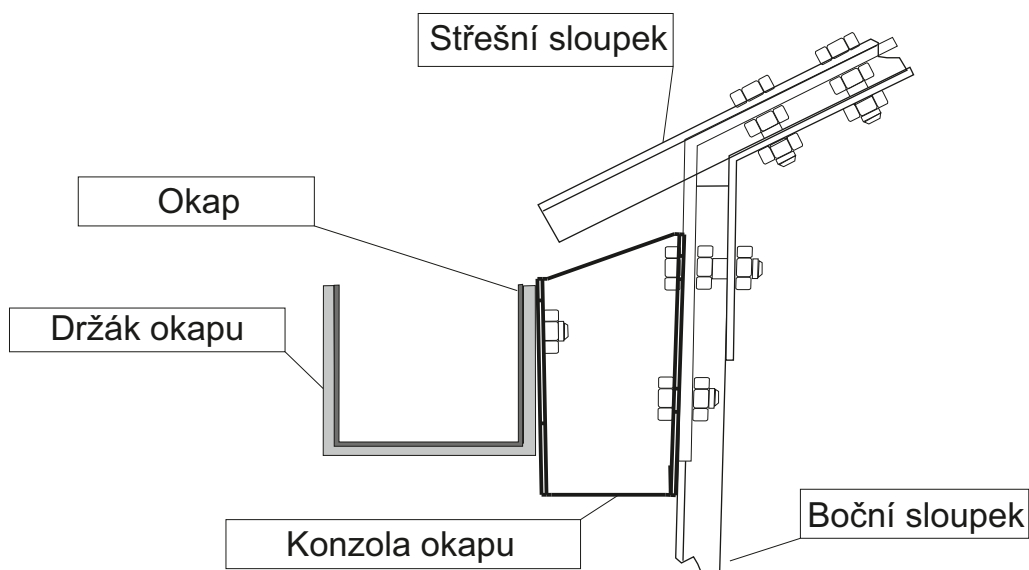 Střešní sloupek
Okap
Držák okapu
Boční sloupek
Konzola okapu